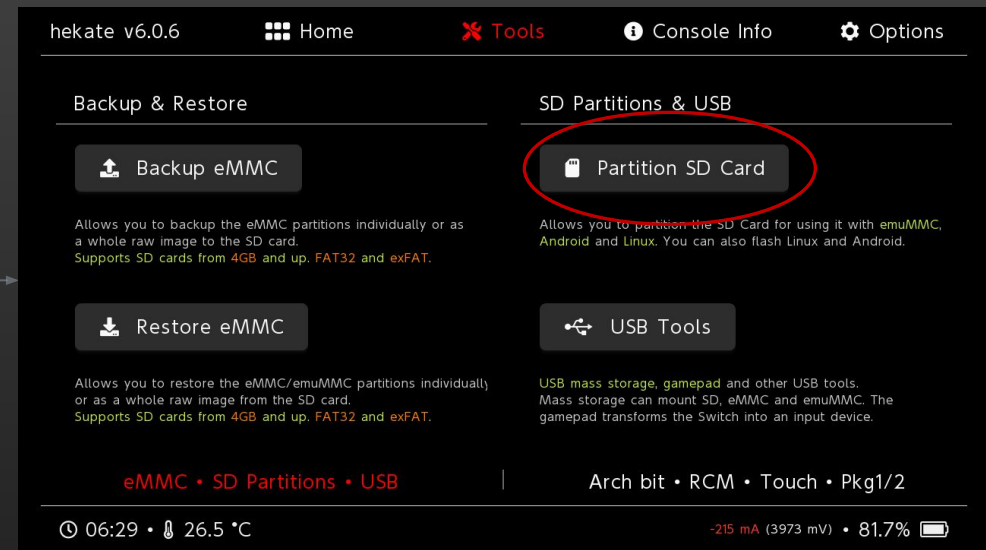 hekate v6.0.6 Home Tools Console Info Options
Backup & Restore
Backup eMMC
Allows you to backup the eMMC partitions individually or as
a whole raw image to the SD card.
Supports SD cards from 4GB and up. FAT32 and exFAT.
Restore eMMC
Allows you to restore the eMMC/emuMMC partitions individually
or as a whole raw image from the SD card.
Supports SD cards from 4GB and up. FAT32 and exFAT.
SD Partitions & USB
Partition SD Card
Allows you to partition the SD Card for using it with emuMMC,
Android and Linux. You can also flash Linux and Android.
USB Tools
USB mass storage, gamepad and other USB tools.
Mass storage can mount SD, eMMC and emuMMC. The
gamepad transforms the Switch into an input device.
eMMC • SD Partitions • USB | Arch bit • RCM • Touch • Pkg1/2
06:29 • 26.5 °C -215 mA (3973 mV) • 81.7%